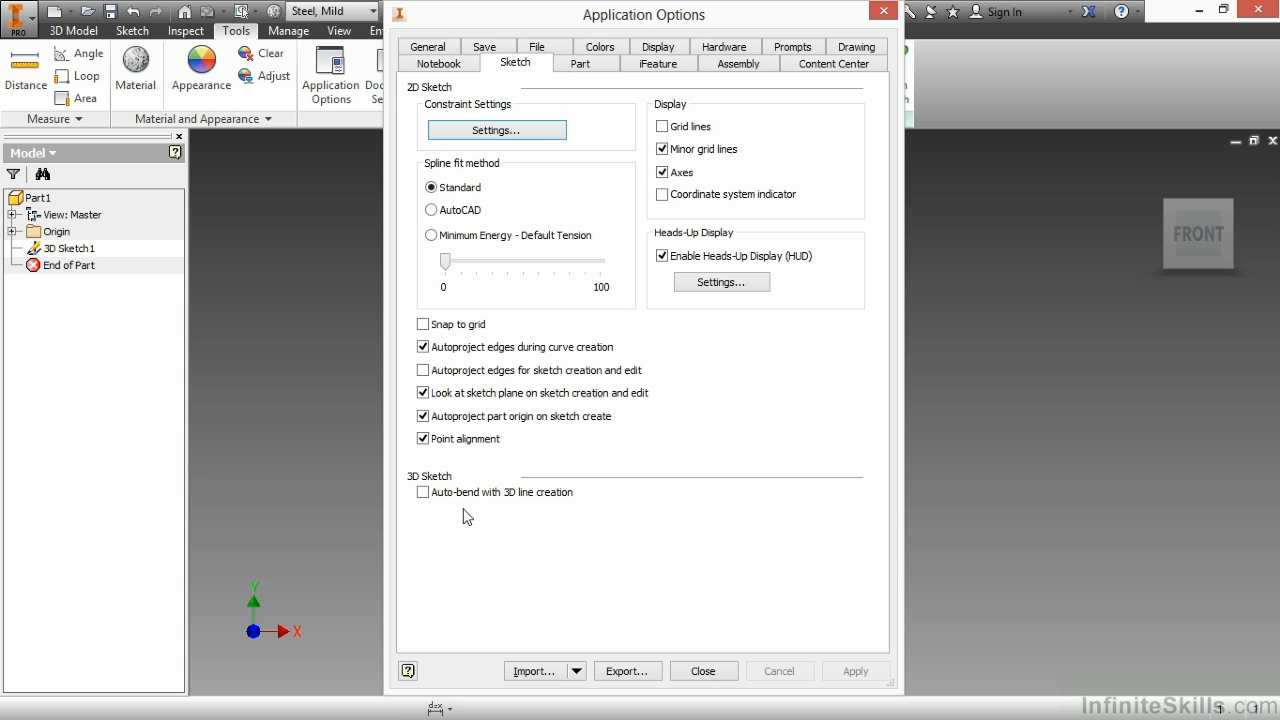 PRO
Steel, Mild
Sign In
3D Model
Sketch
Inspect
Tools
Manage
View
Distance
Angle
Loop
Area
Material
Appearance
Clear
Adjust
Application
Options
Measure
Material and Appearance
Model
Part1
View: Master
Origin
3D Sketch1
End of Part
Application Options
General
Save
File
Colors
Display
Hardware
Prompts
Drawing
Notebook
Sketch
Part
iFeature
Assembly
Content Center
2D Sketch
Constraint Settings
Settings...
Spline fit method
Standard
AutoCAD
Minimum Energy - Default Tension
0
100
Display
Grid lines
Minor grid lines
Axes
Coordinate system indicator
Heads-Up Display
Enable Heads-Up Display (HUD)
Settings...
Snap to grid
Autoproject edges during curve creation
Autoproject edges for sketch creation and edit
Look at sketch plane on sketch creation and edit
Autoproject part origin on sketch create
Point alignment
3D Sketch
Auto-bend with 3D line creation
Import...
Export...
Close
Cancel
Apply
FRONT
Y
X
InfiniteSkills.com